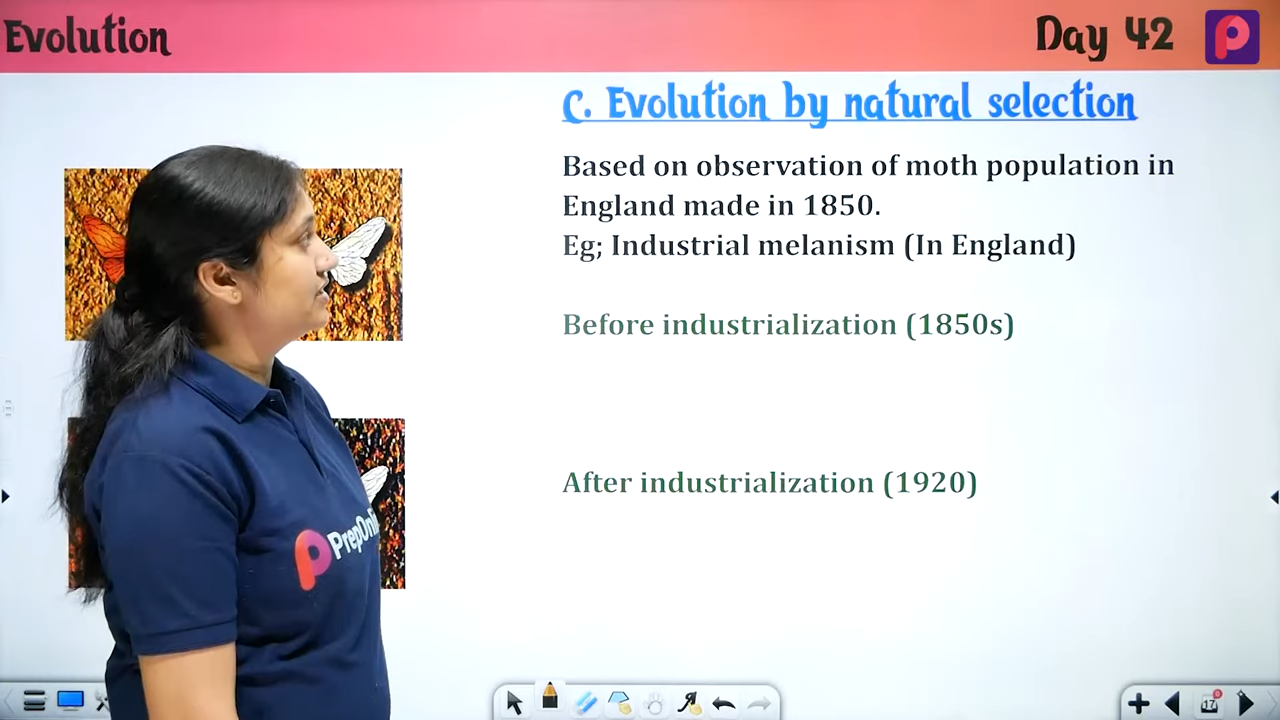 Evolution
Day 42
C. Evolution by natural selection
Based on observation of moth population in
England made in 1850.
Eg; Industrial melanism (In England)
Before industrialization (1850s)
After industrialization (1920)
17